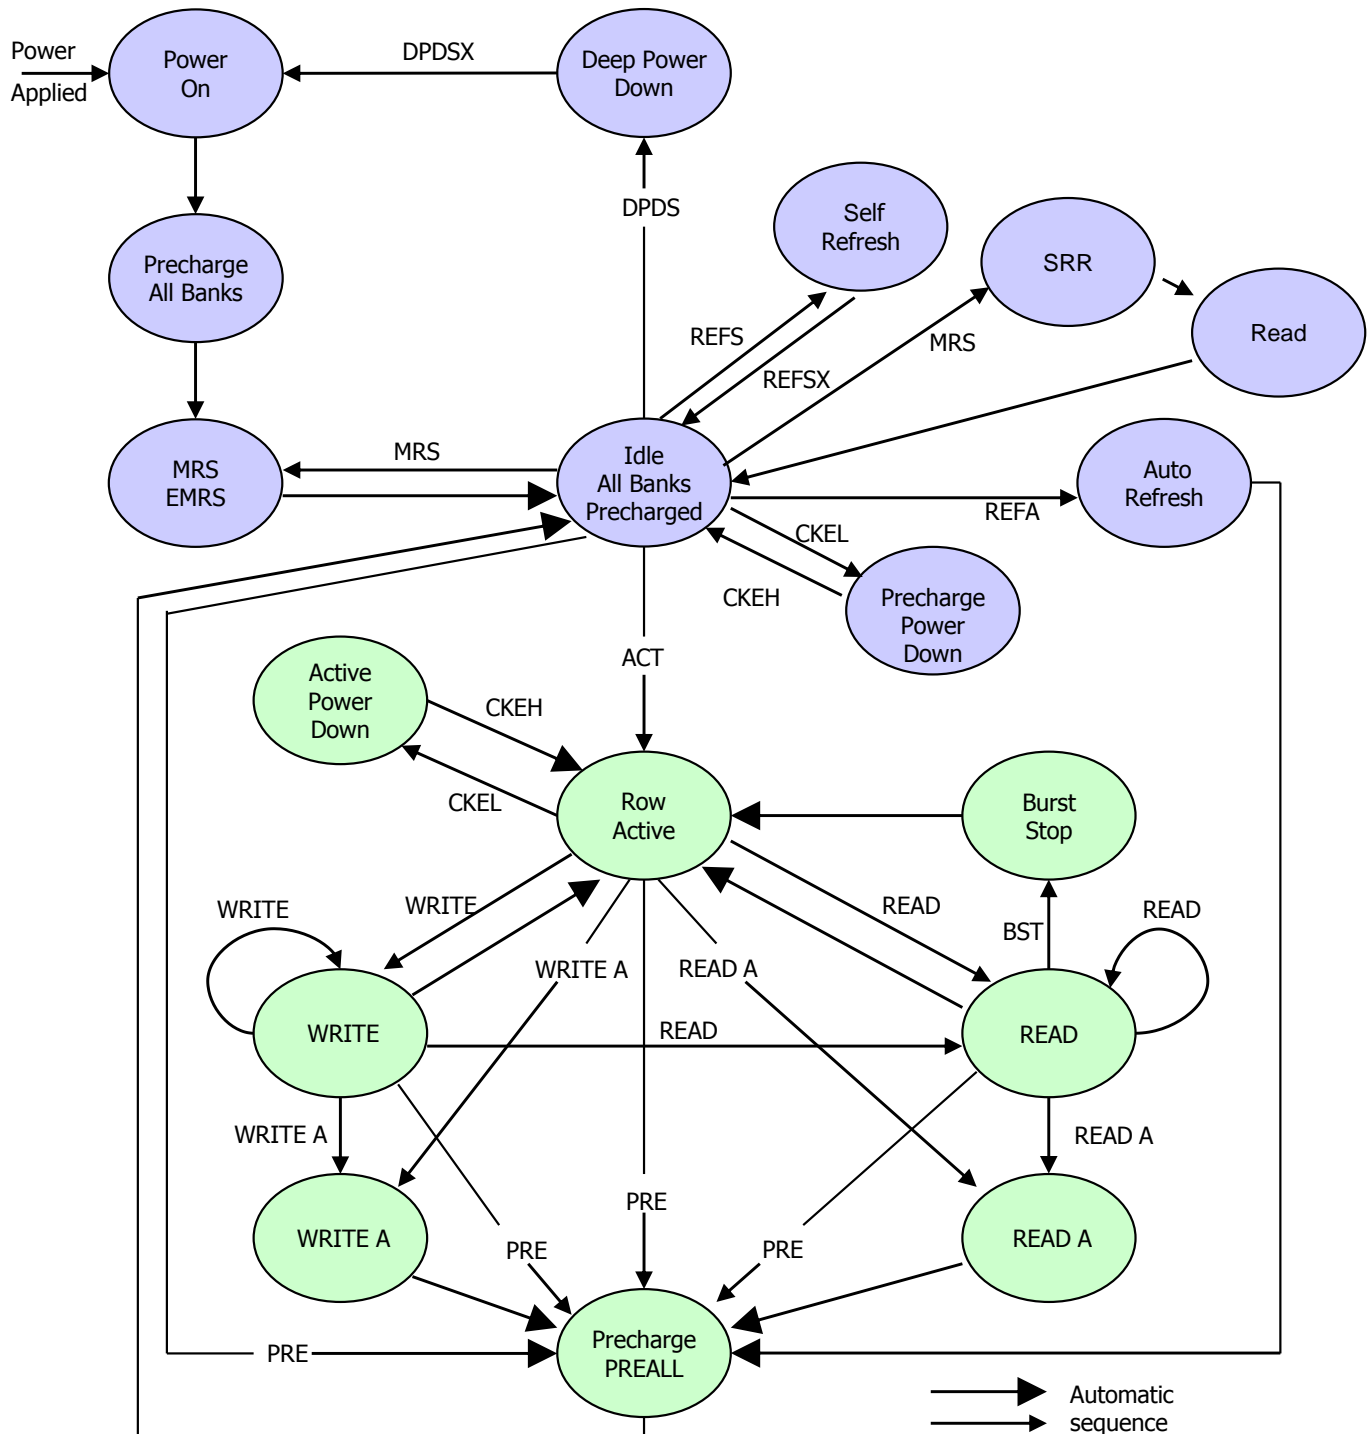 Power
Applied
Power
On
DPDSX
Deep Power
Down
DPDS
Self
Refresh
SRR
Read
Precharge
All Banks
REFS
REFSX
MRS
MRS
EMRS
MRS
Idle
All Banks
Precharged
Auto
Refresh
REFA
CKEL
CKEH
Precharge
Power
Down
ACT
Active
Power
Down
CKEH
CKEL
Row
Active
Burst
Stop
WRITE
WRITE
READ
READ
BST
WRITE A
READ A
WRITE
READ
READ
WRITE A
READ A
WRITE A
PRE
PRE
PRE
READ A
PRE
Precharge
PREALL
Automatic
sequence